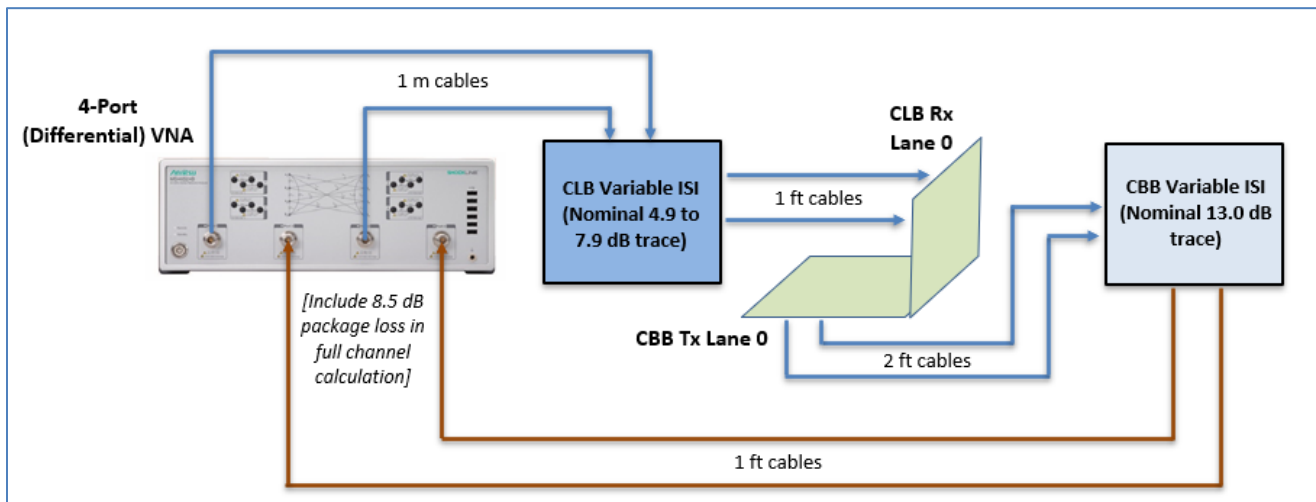 1 m cables
4-Port
(Differential) VNA
CLB Rx
Lane 0
CLB Variable ISI
(Nominal 4.9 to
7.9 dB trace)
1 ft cables
CBB Variable ISI
(Nominal 13.0 dB
trace)
[Include 8.5 dB
package loss in
full channel
calculation]
CBB Tx Lane 0
2 ft cables
1 ft cables